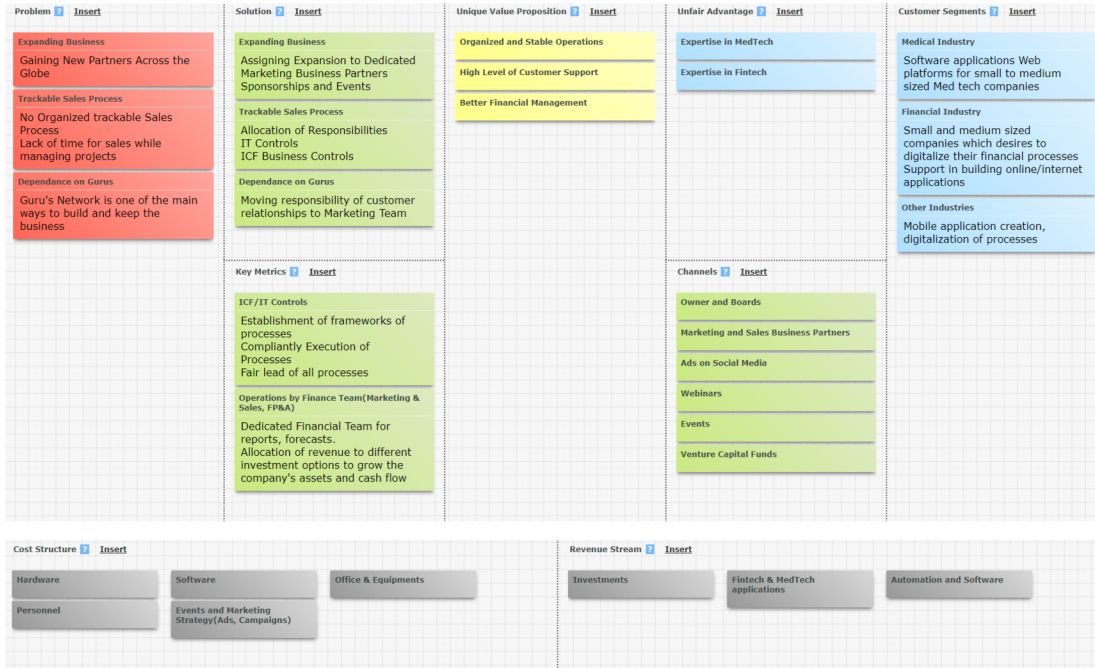 Problem ? Insert
Expanding Business
Gaining New Partners Across the
Globe
Trackable Sales Process
No Organized trackable Sales
Process
Lack of time for sales while
managing projects
Dependance on Gurus
Guru's Network is one of the main
ways to build and keep the
business
Solution ? Insert
Expanding Business
Assigning Expansion to Dedicated
Marketing Business Partners
Sponsorships and Events
Trackable Sales Process
Allocation of Responsibilities
IT Controls
ICF Business Controls
Dependance on Gurus
Moving responsibility of customer
relationships to Marketing Team
Key Metrics ? Insert
ICF/IT Controls
Establishment of frameworks of
processes
Compliantly Execution of
Processes
Fair lead of all processes
Operations by Finance Team(Marketing &
Sales, FP&A)
Dedicated Financial Team for
reports, forecasts.
Allocation of revenue to different
investment options to grow the
company's assets and cash flow
Unique Value Proposition ? Insert
Organized and Stable Operations
High Level of Customer Support
Better Financial Management
Unfair Advantage ? Insert
Expertise in MedTech
Expertise in Fintech
Channels ? Insert
Owner and Boards
Marketing and Sales Business Partners
Ads on Social Media
Webinars
Events
Venture Capital Funds
Customer Segments ? Insert
Medical Industry
Software applications Web
platforms for small to medium
sized Med tech companies
Financial Industry
Small and medium sized
companies which desires to
digitalize their financial processes
Support in building online/internet
applications
Other Industries
Mobile application creation,
digitalization of processes
Cost Structure ? Insert
Hardware
Software
Office & Equipments
Personnel
Events and Marketing
Strategy(Ads, Campaigns)
Revenue Stream ? Insert
Investments
Fintech & MedTech
applications
Automation and Software